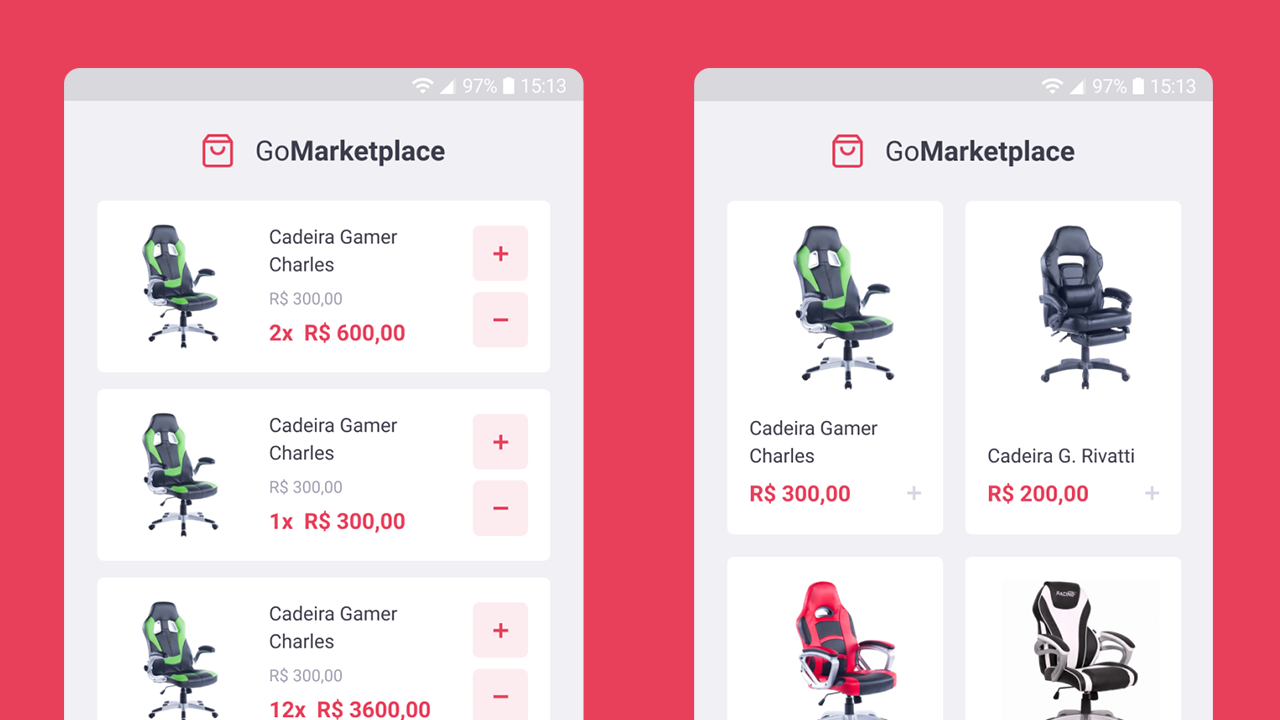 97% 15:13
GoMarketplace
Cadeira Gamer
Charles
R$ 300,00
2x R$ 600,00
+
−
Cadeira Gamer
Charles
R$ 300,00
1x R$ 300,00
+
−
Cadeira Gamer
Charles
R$ 300,00
12x R$ 3600,00
+
−
97% 15:13
GoMarketplace
Cadeira Gamer
Charles
R$ 300,00 +
Cadeira G. Rivatti
R$ 200,00 +
RACING